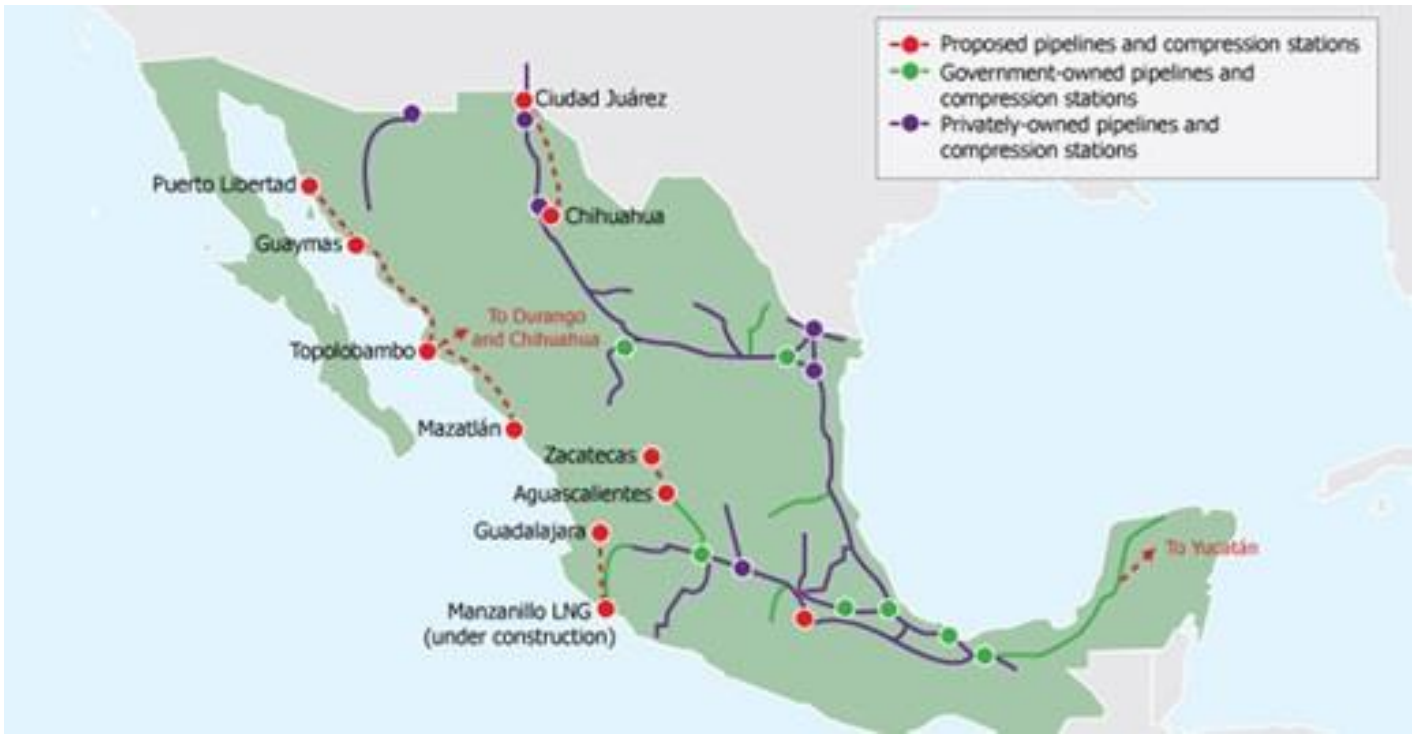 Proposed pipelines and compression stations
Government-owned pipelines and
compression stations
Privately-owned pipelines and
compression stations
Ciudad Juárez
Puerto Libertad
Chihuahua
Guaymas
To Durango
and Chihuahua
Topolobambo
Mazatlán
Zacatecas
Aguascalientes
Guadalajara
To Yucatán
Manzanillo LNG
(under construction)